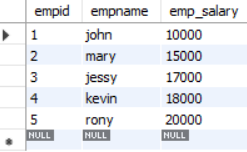 empid empname emp_salary
1 john 10000
2 mary 15000
3 jessy 17000
4 kevin 18000
5 rony 20000
NULL NULL NULL